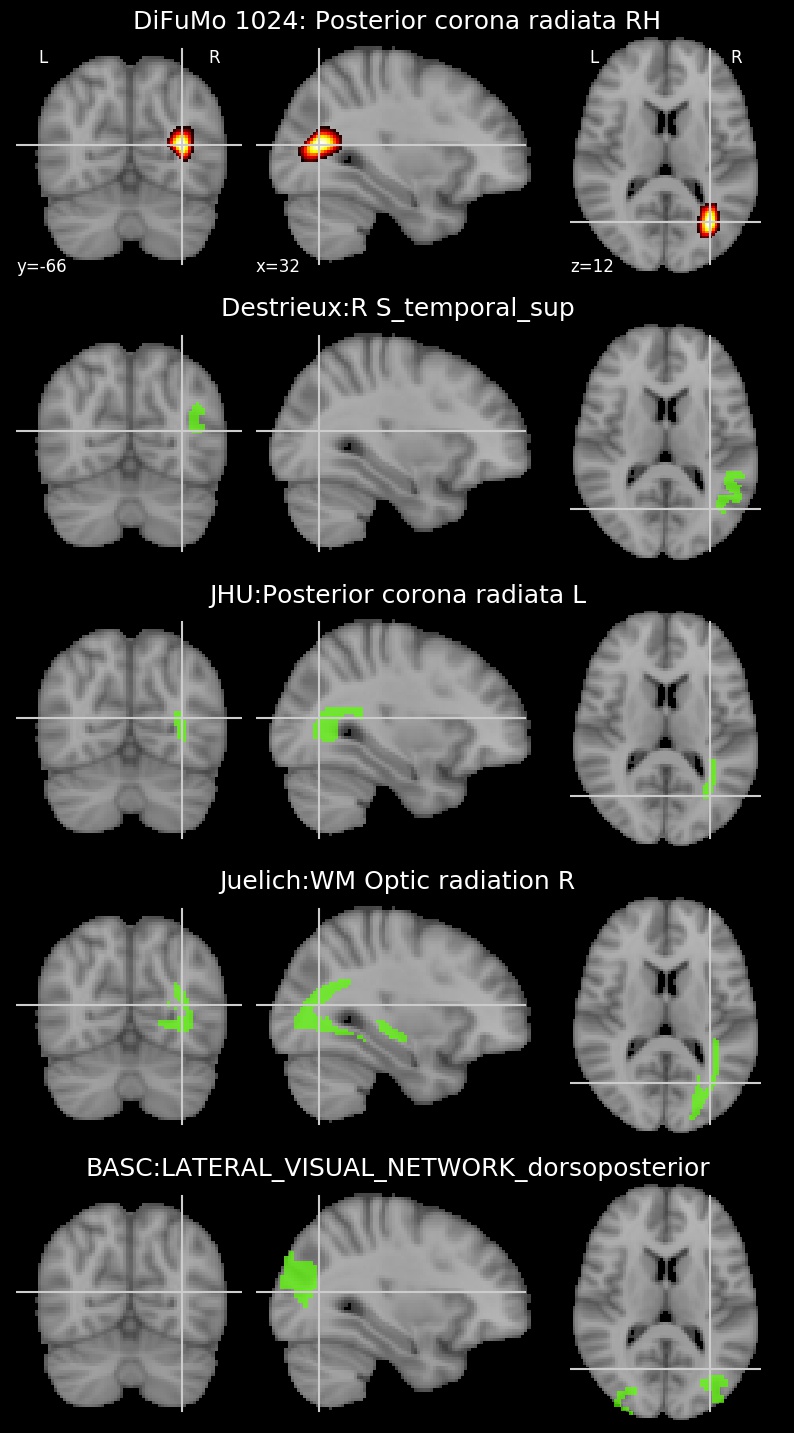 DiFuMo 1024: Posterior corona radiata RH
L R L R
y=-66 x=32 z=12
Destrieux:R S_temporal_sup
JHU:Posterior corona radiata L
Juelich:WM Optic radiation R
BASC:LATERAL_VISUAL_NETWORK_dorsoposterior